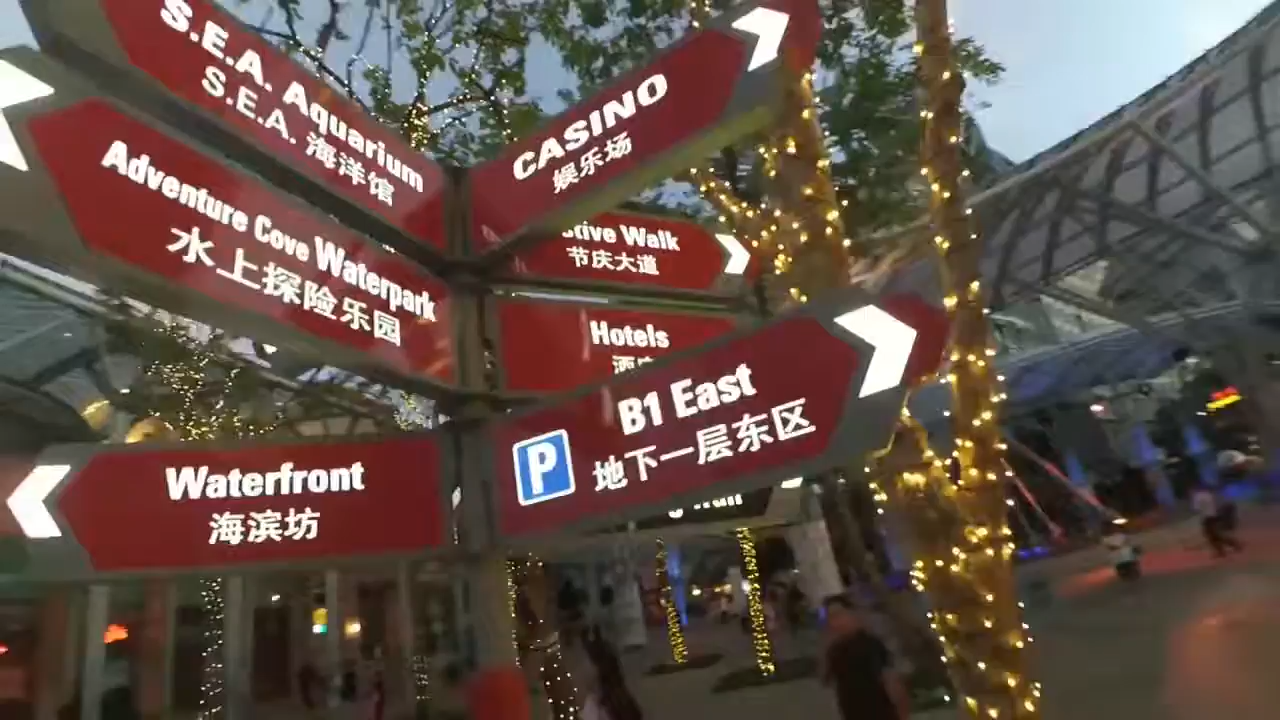 S.E.A. Aquarium
S.E.A. 海洋馆
Adventure Cove Waterpark
水上探险乐园
Waterfront
海滨坊
CASINO
娱乐场
Walk
节庆大道
Hotels
P
B1 East
地下一层东区